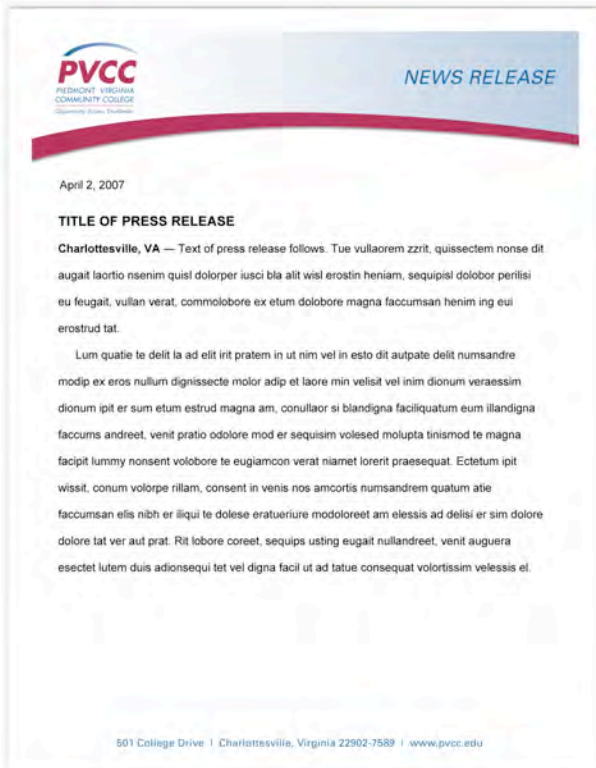 PVCC
PIEDMONT VIRGINIA
COMMUNITY COLLEGE
Opportunity. Access. Excellence.
NEWS RELEASE
April 2, 2007
TITLE OF PRESS RELEASE
Charlottesville, VA — Text of press release follows. Tue vullaorem zzrit, quissectem nonse dit
augait laortio nsenim quisl dolorper iusci bla alit wisl erostin heniam, sequipisl dolobor perilisi
eu feugait, vullan verat, commolobore ex etum dolobore magna faccumsan henim ing eui
erostrud tat.
Lum quatie te delit la ad elit irit pratem in ut nim vel in esto dit autpate delit numsandre
modip ex eros nullum dignissecte molor adip et laore min velisit vel inim dionum veraessim
dionum ipit er sum etum estrud magna am, conullaor si blandigna faciliquatum eum illandigna
faccums andreet, venit pratio odolore mod er sequisim volesed molupta tinismod te magna
facipit lummy nonsent volobore te eugiamcon verat niamet lorerit praesequat. Ectetum ipit
wissit, conum volorpe rillam, consent in venis nos amcortis numsandrem quatum atie
faccumsan elis nibh er iliqui te dolese eratueriure modoloreet am elessis ad delisi er sim dolore
dolore tat ver aut prat. Rit lobore coreet, sequips usting eugait nullandreet, venit auguera
esectet lutem duis adionsequi tet vel digna facil ut ad tatue consequat volortissim velessis el.
501 College Drive | Charlottesville, Virginia 22902-7589 | www.pvcc.edu